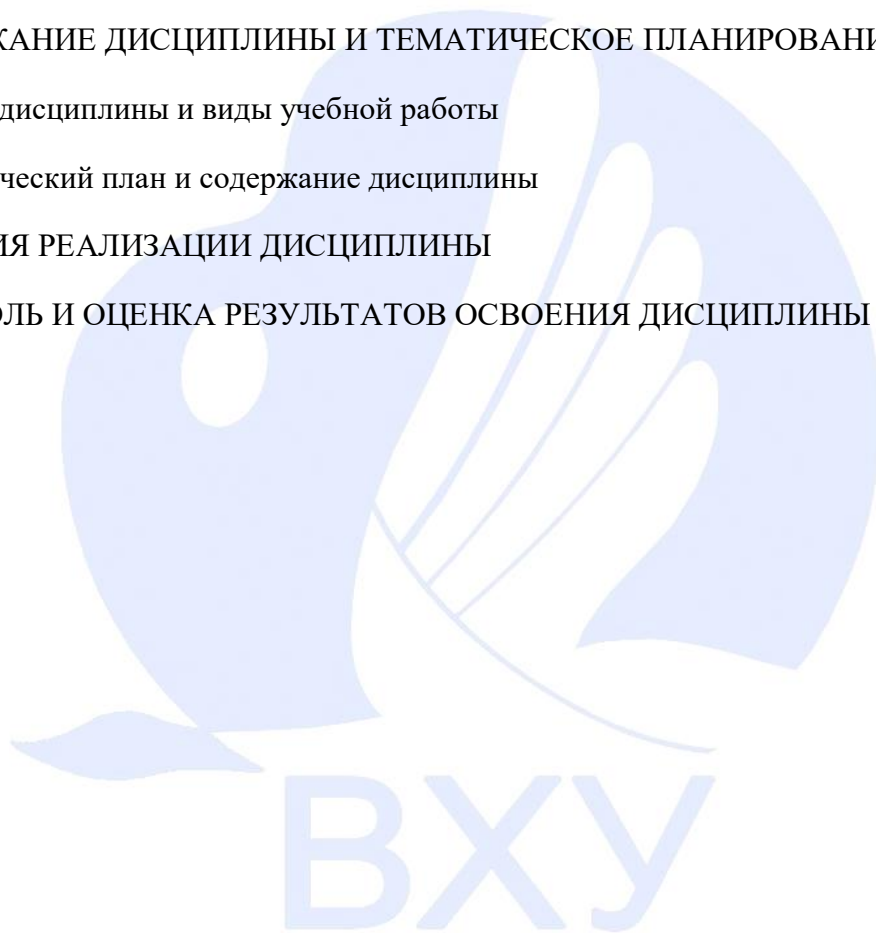 КАНИЕ ДИСЦИПЛИНЫ И ТЕМАТИЧЕСКОЕ ПЛАНИРОВАНИ
дисциплины и виды учебной работы
ческий план и содержание дисциплины
ИЯ РЕАЛИЗАЦИИ ДИСЦИПЛИНЫ
ОЛЬ И ОЦЕНКА РЕЗУЛЬТАТОВ ОСВОЕНИЯ ДИСЦИПЛИНЫ
ВХУ